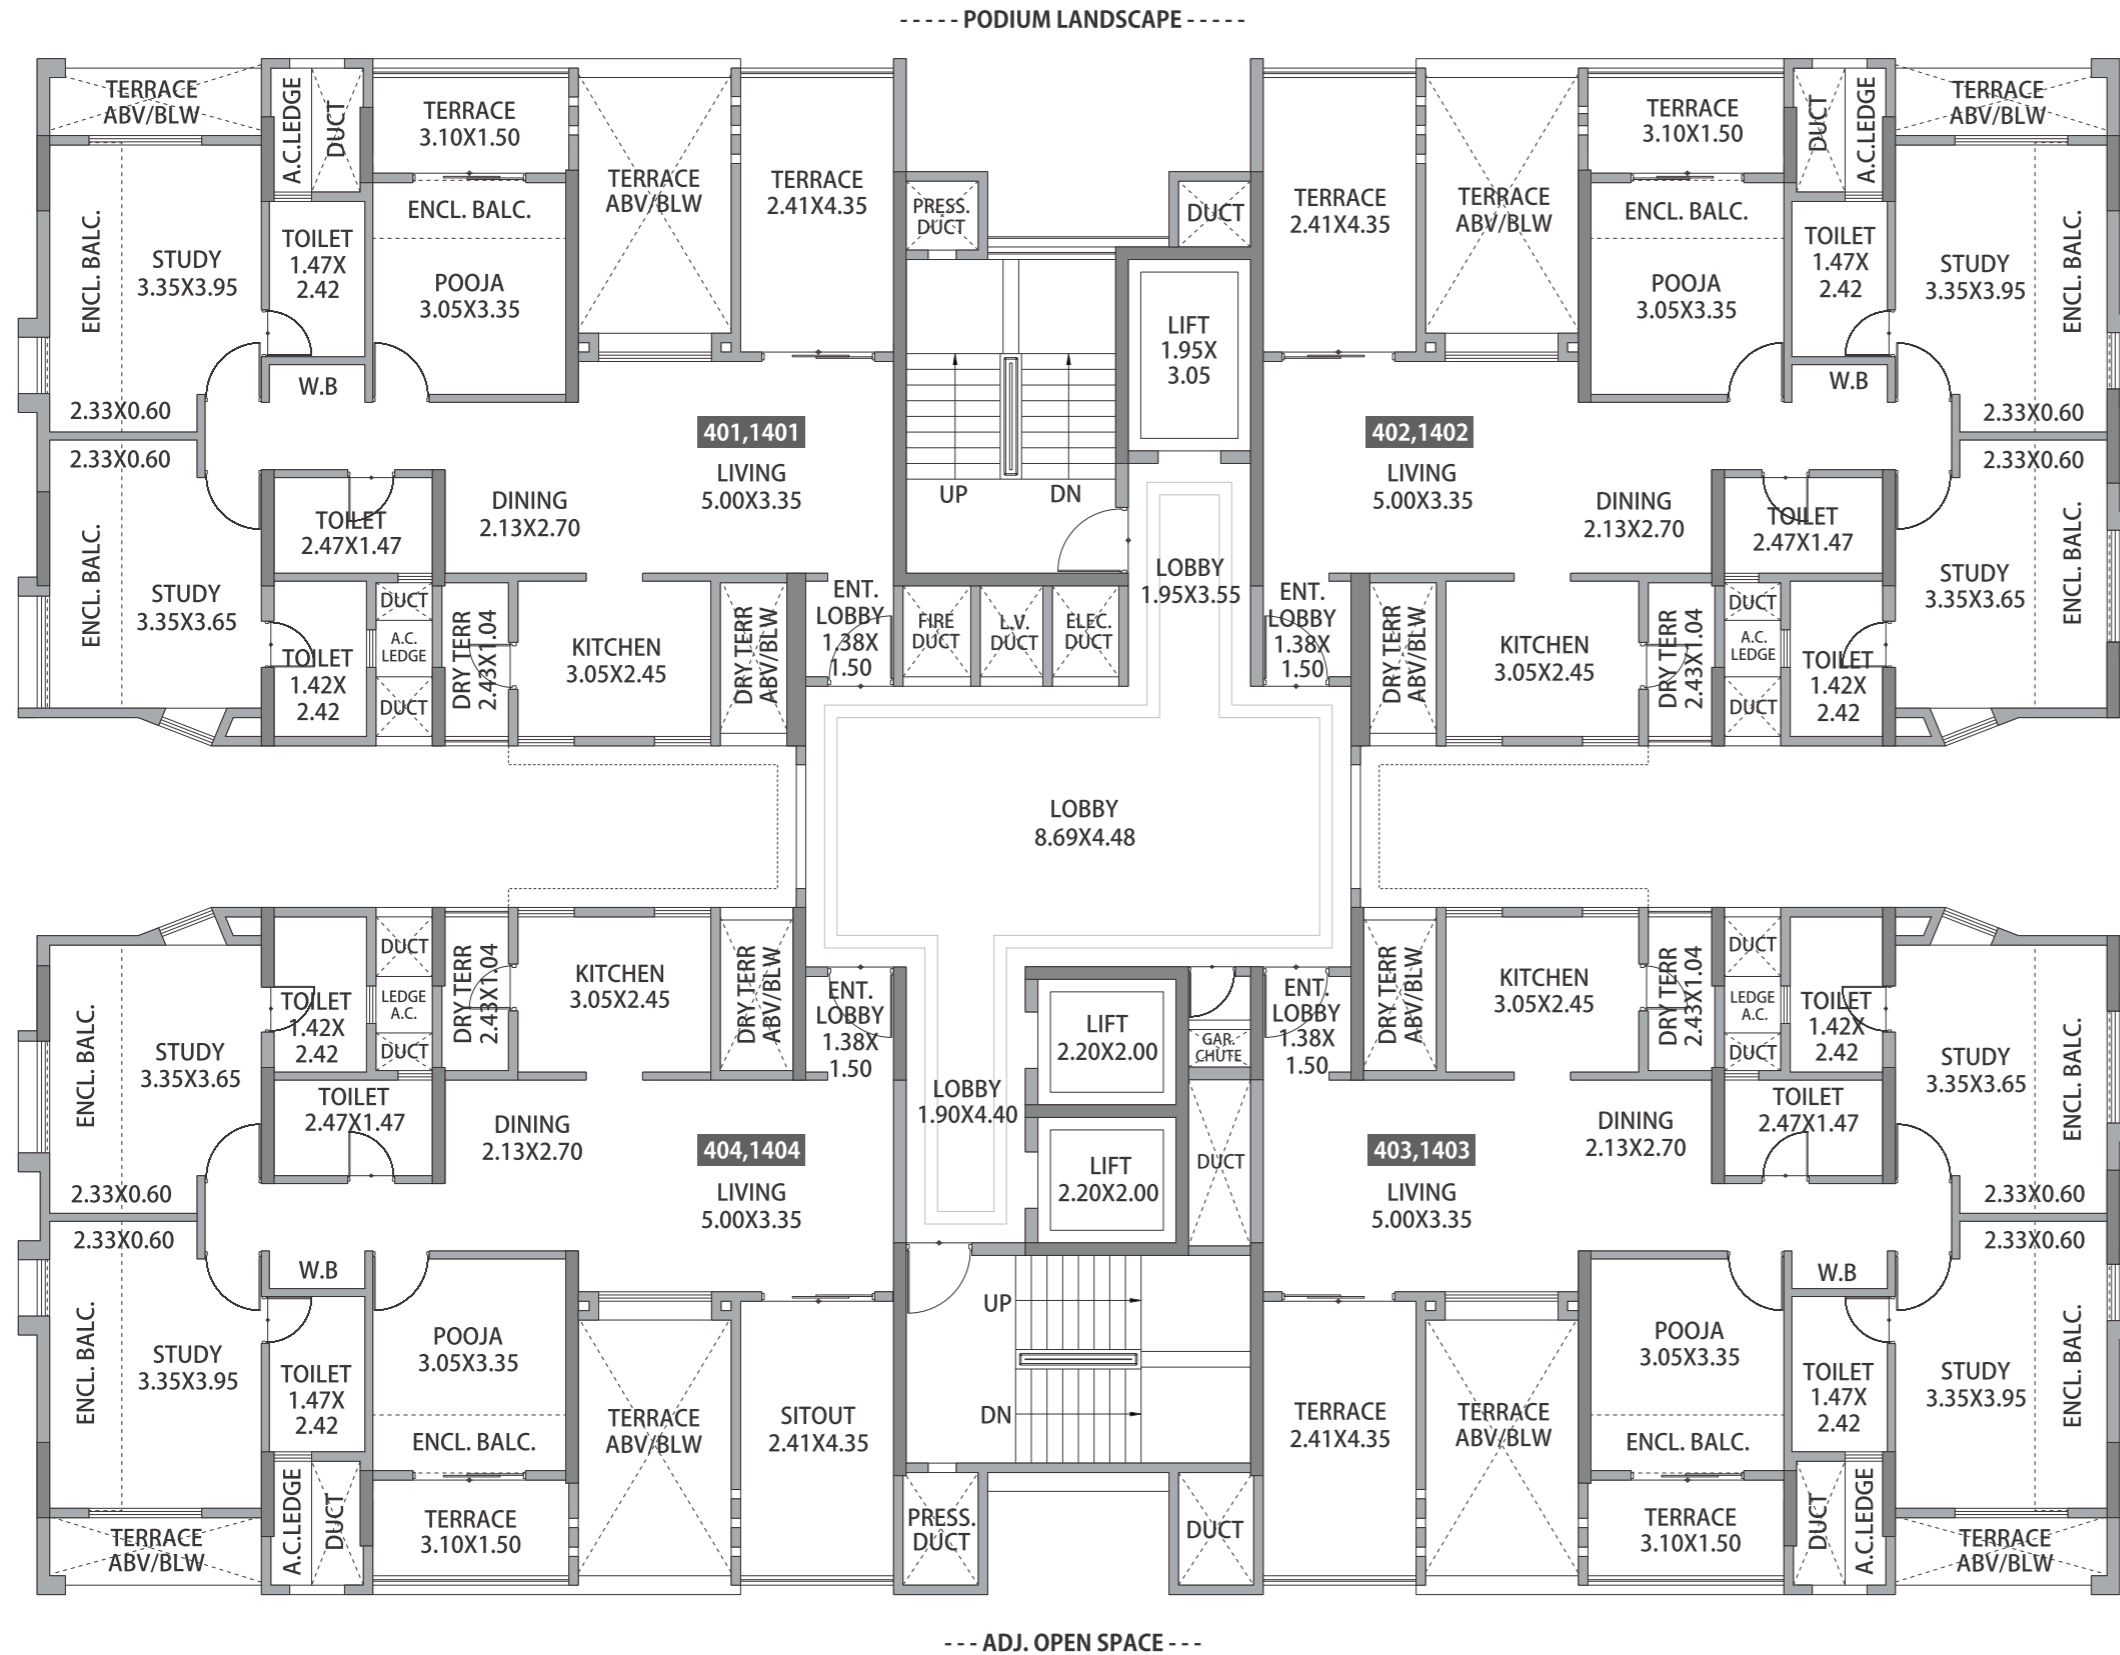 ----- PODIUM LANDSCAPE -----
TERRACE
ABV/BLW
A.C.LEDGE
DUCT
TERRACE
3.10X1.50
TERRACE
ABV/BLW
TERRACE
2.41X4.35
PRESS.
DUCT
ENCL. BALC.
STUDY
3.35X3.95
TOILET
1.47X
2.42
ENCL. BALC.
POOJA
3.05X3.35
W.B
2.33X0.60
2.33X0.60
401,1401
LIVING
5.00X3.35
DINING
2.13X2.70
TOILET
2.47X1.47
ENCL. BALC.
STUDY
3.35X3.65
TOILET
1.42X
2.42
DUCT
A.C.
LEDGE
DUCT
DRY TERR
2.43X1.04
KITCHEN
3.05X2.45
DRY TERR
ABV/BLW
ENT.
LOBBY
1.38X
1.50
DUCT
LIFT
1.95X
3.05
UP
DN
LOBBY
1.95X3.55
FIRE
DUCT
L.V.
DUCT
ELEC.
DUCT
TERRACE
2.41X4.35
TERRACE
ABV/BLW
TERRACE
3.10X1.50
DUCT
A.C.LEDGE
TERRACE
ABV/BLW
ENCL. BALC.
POOJA
3.05X3.35
TOILET
1.47X
2.42
STUDY
3.35X3.95
ENCL. BALC.
W.B
2.33X0.60
2.33X0.60
402,1402
LIVING
5.00X3.35
DINING
2.13X2.70
TOILET
2.47X1.47
STUDY
3.35X3.65
ENCL. BALC.
ENT.
LOBBY
1.38X
1.50
DRY TERR
ABV/BLW
KITCHEN
3.05X2.45
DRY TERR
2.43X1.04
DUCT
A.C.
LEDGE
DUCT
TOILET
1.42X
2.42
LOBBY
8.69X4.48
ENCL. BALC.
STUDY
3.35X3.65
TOILET
1.42X
2.42
DUCT
LEDGE
A.C.
DUCT
DRY TERR
2.43X1.04
KITCHEN
3.05X2.45
DRY TERR
ABV/BLW
ENT.
LOBBY
1.38X
1.50
TOILET
2.47X1.47
DINING
2.13X2.70
404,1404
LIVING
5.00X3.35
2.33X0.60
2.33X0.60
W.B
ENCL. BALC.
STUDY
3.35X3.95
TOILET
1.47X
2.42
POOJA
3.05X3.35
ENCL. BALC.
TERRACE
ABV/BLW
SITOUT
2.41X4.35
TERRACE
ABV/BLW
A.C.LEDGE
DUCT
TERRACE
3.10X1.50
LOBBY
1.90X4.40
LIFT
2.20X2.00
GAR.
CHUTE
LIFT
2.20X2.00
DUCT
UP
DN
PRESS.
DUCT
DUCT
ENT.
LOBBY
1.38X
1.50
DRY TERR
ABV/BLW
KITCHEN
3.05X2.45
DRY TERR
2.43X1.04
DUCT
LEDGE
A.C.
DUCT
TOILET
1.42X
2.42
STUDY
3.35X3.65
ENCL. BALC.
TOILET
2.47X1.47
DINING
2.13X2.70
403,1403
LIVING
5.00X3.35
2.33X0.60
2.33X0.60
W.B
POOJA
3.05X3.35
TOILET
1.47X
2.42
STUDY
3.35X3.95
ENCL. BALC.
TERRACE
2.41X4.35
TERRACE
ABV/BLW
ENCL. BALC.
TERRACE
3.10X1.50
DUCT
A.C.LEDGE
TERRACE
ABV/BLW
--- ADJ. OPEN SPACE ---